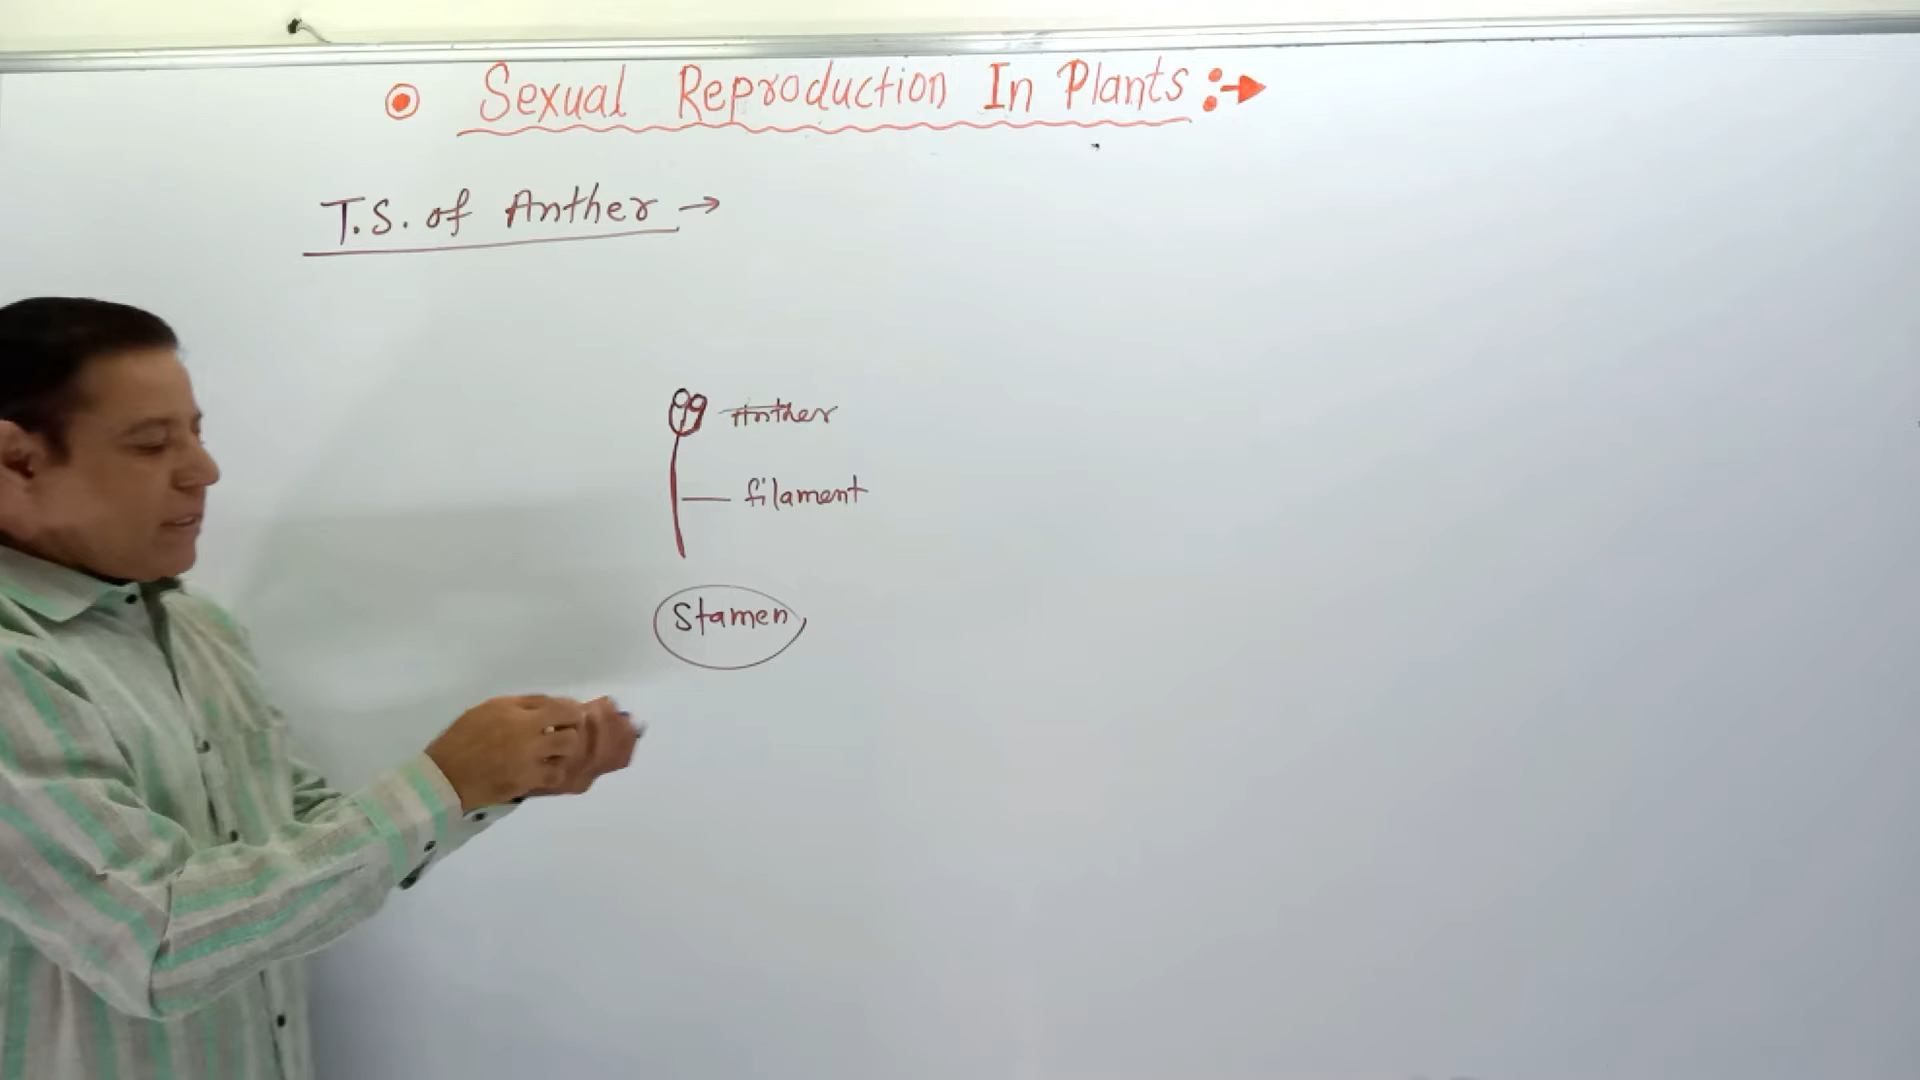 Sexual Reproduction In Plants :→
T.S. of Anther →
Anther
filament
Stamen